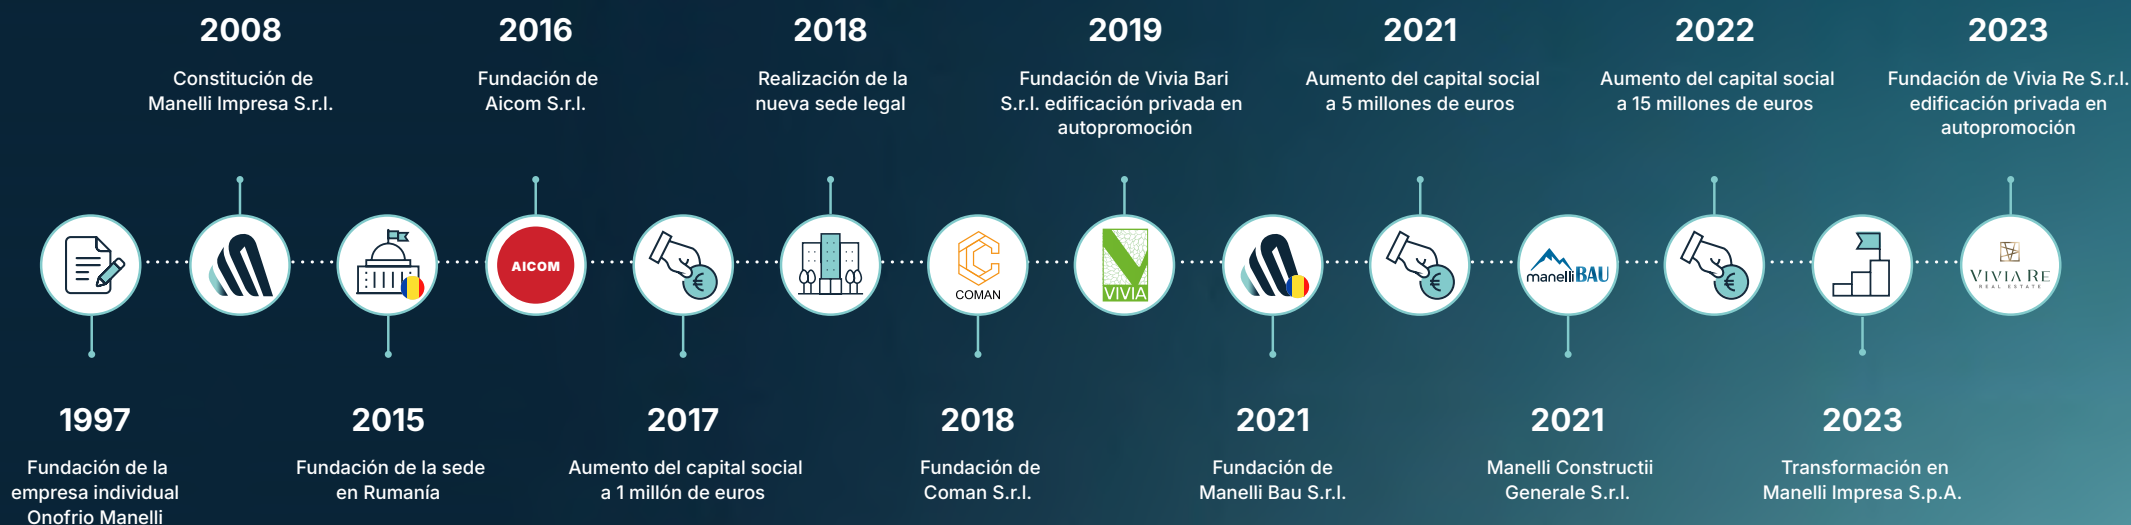 2008
Constitución de
Manelli Impresa S.r.l.
2016
Fundación de
Aicom S.r.l.
2018
Realización de la
nueva sede legal
2019
Fundación de Vivia Bari
S.r.l. edificación privada en
autopromoción
2021
Aumento del capital social
a 5 millones de euros
2022
Aumento del capital social
a 15 millones de euros
2023
Fundación de Vivia Re S.r.l.
edificación privada en
autopromoción
AICOM
€
COMAN
VIVIA
€
manelliBAU
€
VIVIA RE
REAL ESTATE
1997
Fundación de la
empresa individual
Onofrio Manelli
2015
Fundación de la sede
en Rumanía
2017
Aumento del capital social
a 1 millón de euros
2018
Fundación de
Coman S.r.l.
2021
Fundación de
Manelli Bau S.r.l.
2021
Manelli Constructii
Generale S.r.l.
2023
Transformación en
Manelli Impresa S.p.A.